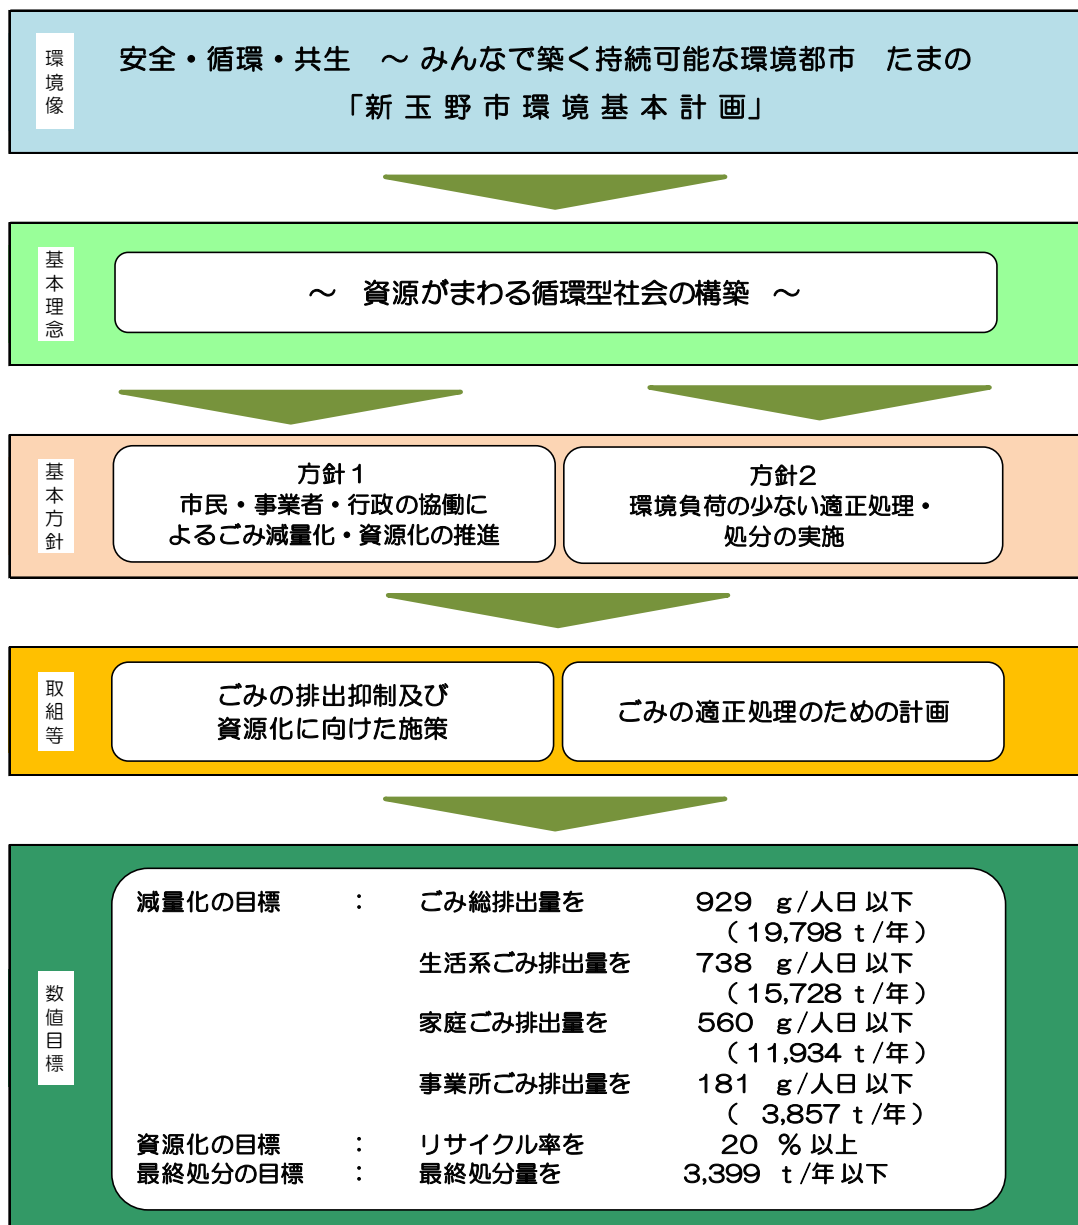 環境像
安全・循環・共生　～ みんなで築く持続可能な環境都市　たまの
「新 玉 野 市 環 境 基 本 計 画」
基本理念
～　資源がまわる循環型社会の構築　～
基本方針
方針１
市民・事業者・行政の協働に
よるごみ減量化・資源化の推進
方針2
環境負荷の少ない適正処理・
処分の実施
取組等
ごみの排出抑制及び
資源化に向けた施策
ごみの適正処理のための計画
数値目標
減量化の目標　：　ごみ総排出量を　929　g/人日 以下
（ 19,798 t /年 ）
生活系ごみ排出量を　738　g/人日 以下
（ 15,728 t /年 ）
家庭ごみ排出量を　560　g/人日 以下
（ 11,934 t /年 ）
事業所ごみ排出量を　181　g/人日 以下
（　3,857 t /年 ）
資源化の目標　：　リサイクル率を　20　% 以上
最終処分の目標　：　最終処分量を　3,399　t /年 以下